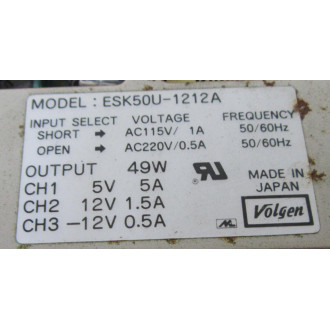 MODEL : ESK50U-1212A
INPUT SELECT VOLTAGE FREQUENCY
SHORT → AC115V/ 1A 50/60Hz
OPEN → AC220V/0.5A 50/60Hz
OUTPUT 49W
CH1 5V 5A
CH2 12V 1.5A
CH3 −12V 0.5A
MADE IN
JAPAN
Volgen